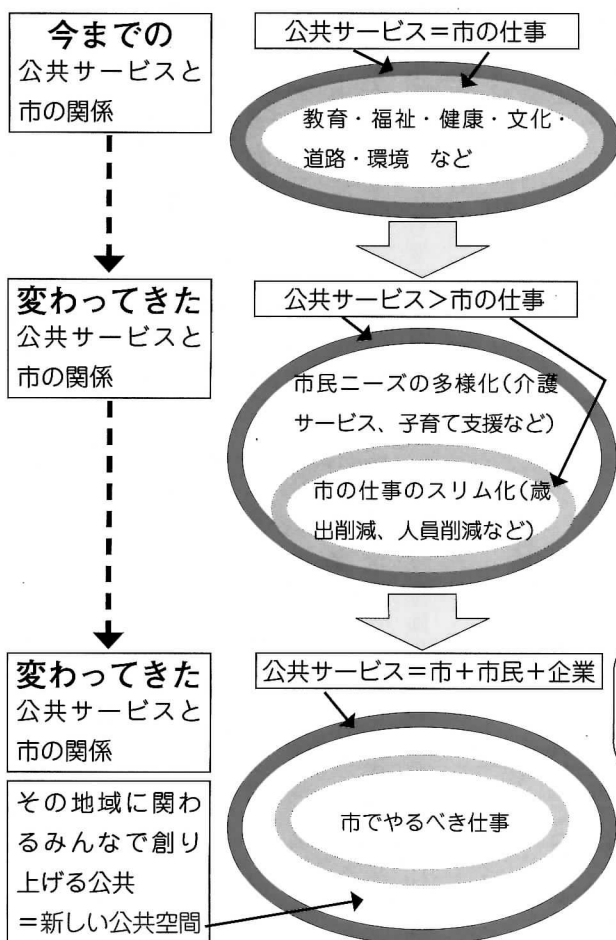 今までの
公共サービスと
市の関係
公共サービス=市の仕事
教育・福祉・健康・文化・
道路・環境 など
変わってきた
公共サービスと
市の関係
公共サービス>市の仕事
市民ニーズの多様化(介護
サービス、子育て支援など)
市の仕事のスリム化(歳
出削減、人員削減など)
変わってきた
公共サービスと
市の関係
公共サービス=市+市民+企業
その地域に関わ
るみんなで創り
上げる公共
=新しい公共空間
市でやるべき仕事